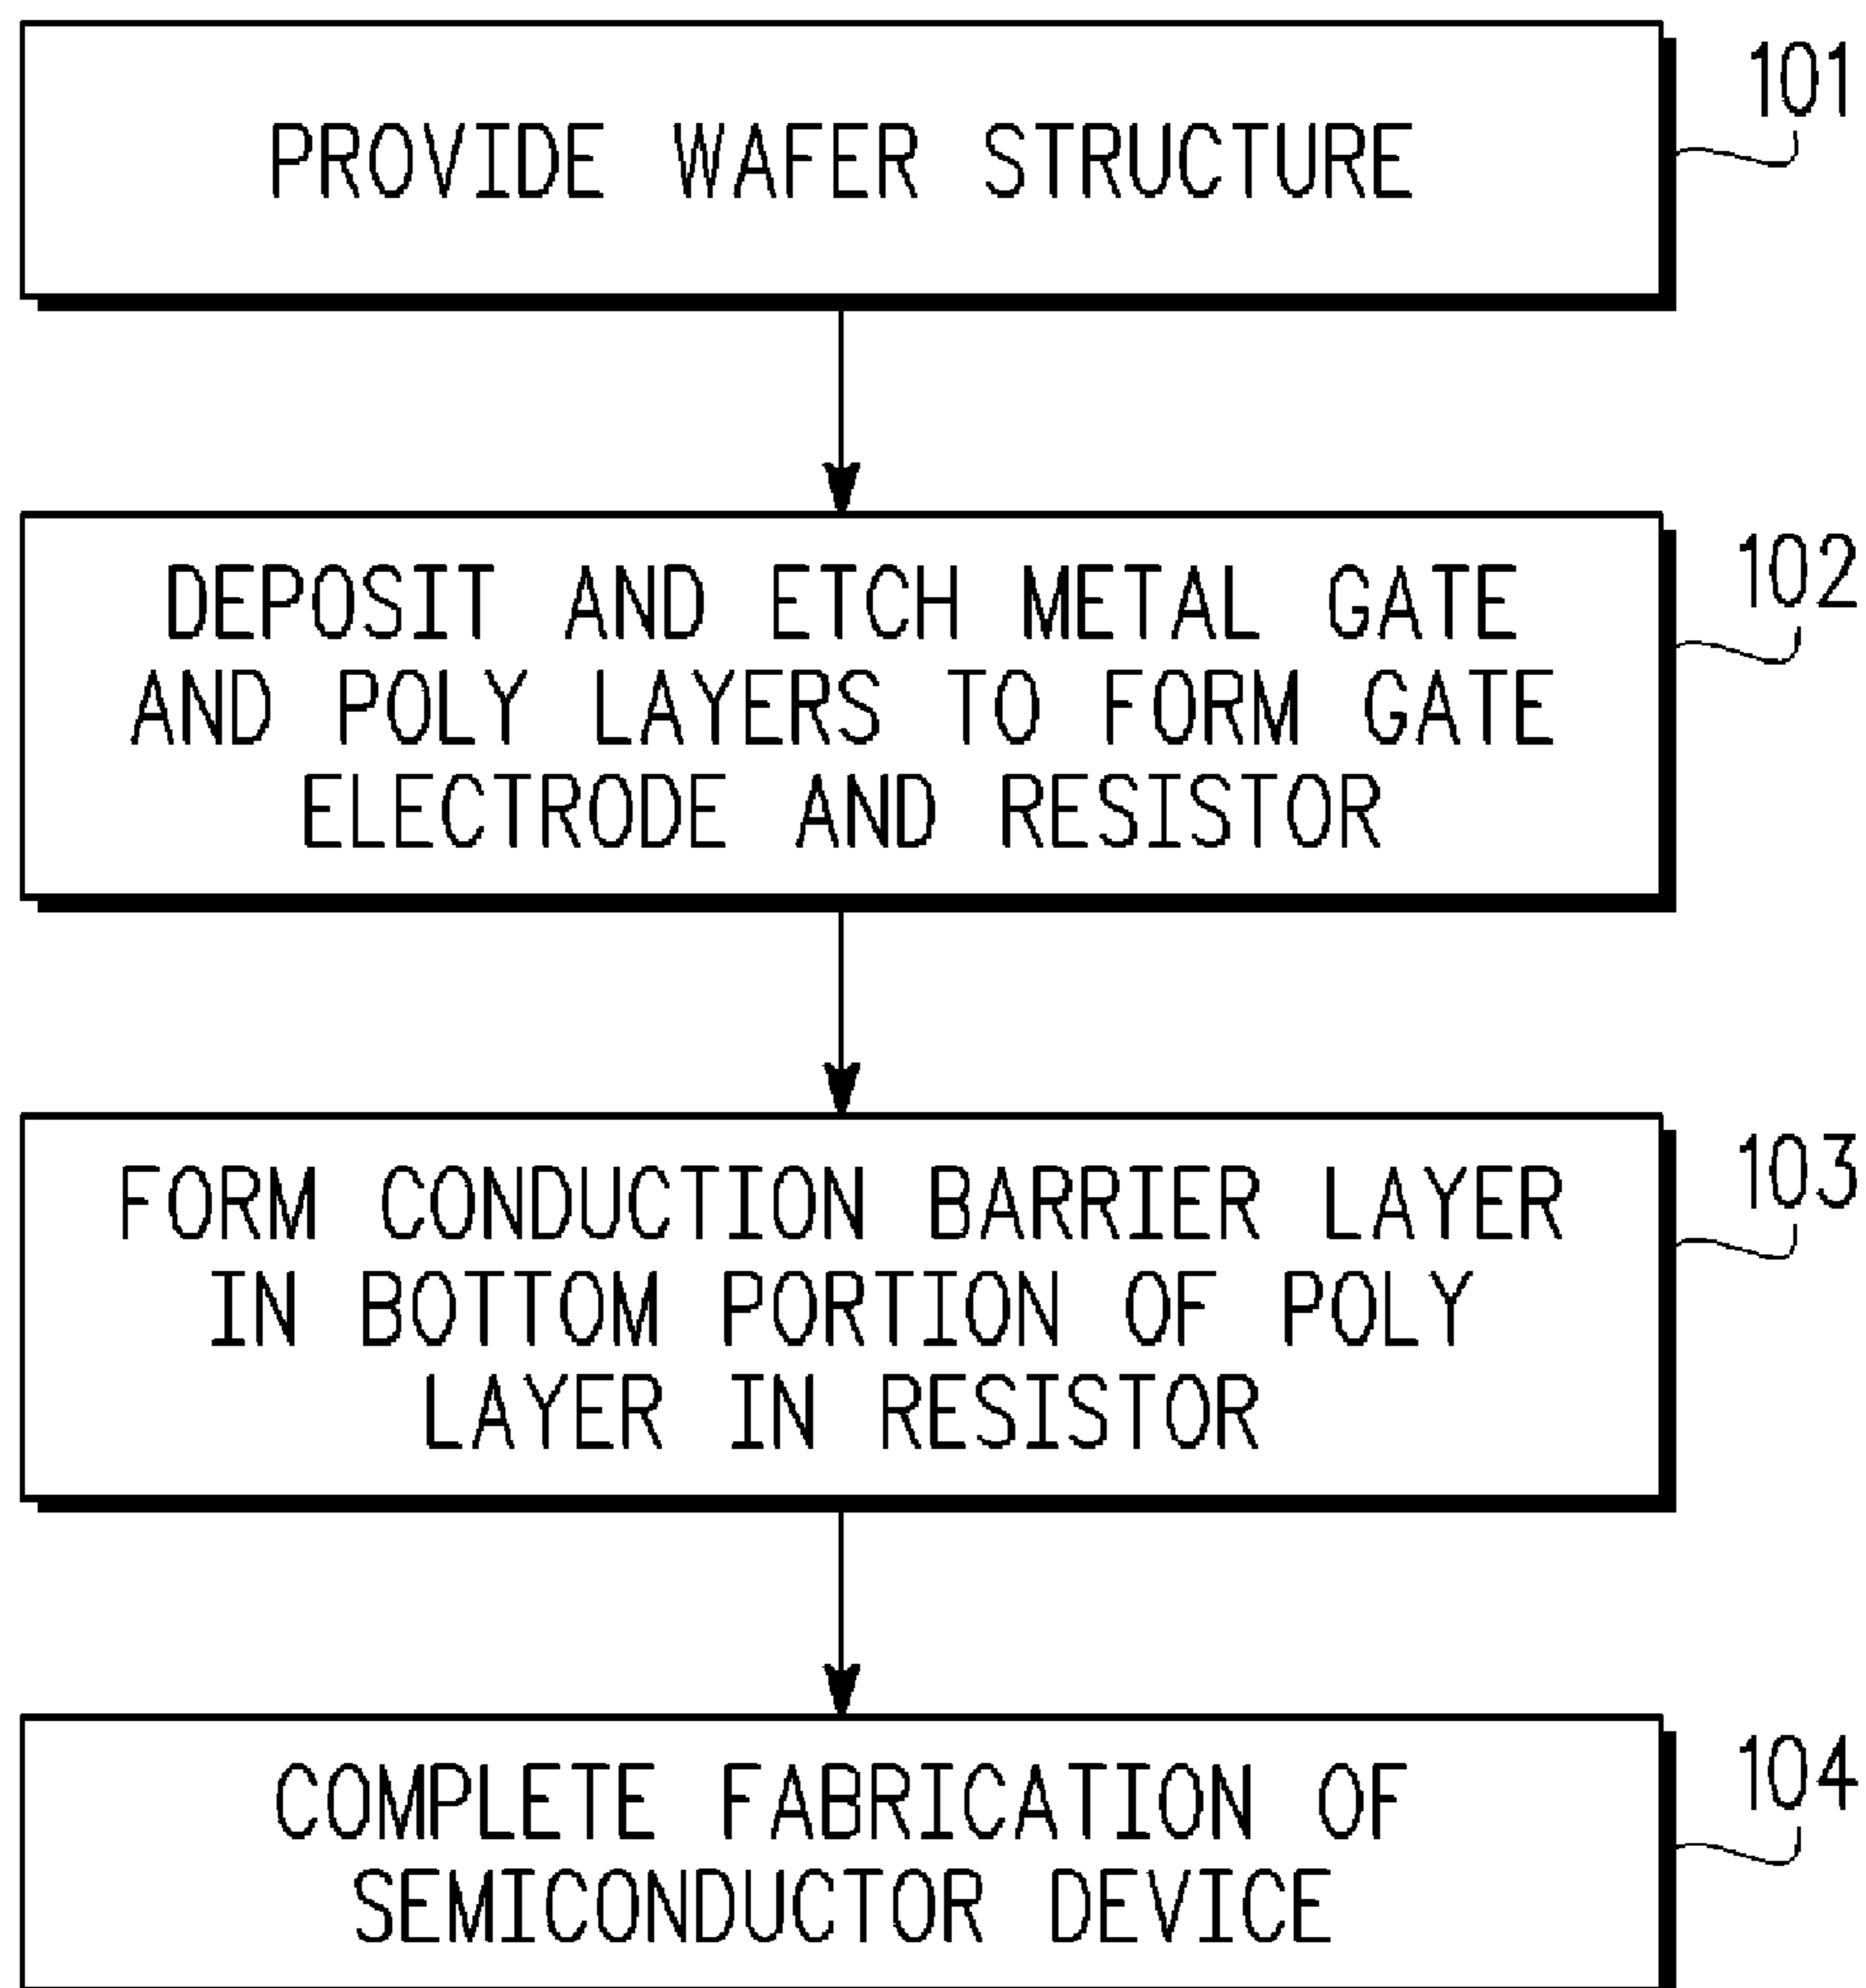 PROVIDE WAFER STRUCTURE
101
DEPOSIT AND ETCH METAL GATE
AND POLY LAYERS TO FORM GATE
ELECTRODE AND RESISTOR
102
FORM CONDUCTION BARRIER LAYER
IN BOTTOM PORTION OF POLY
LAYER IN RESISTOR
103
COMPLETE FABRICATION OF
SEMICONDUCTOR DEVICE
104